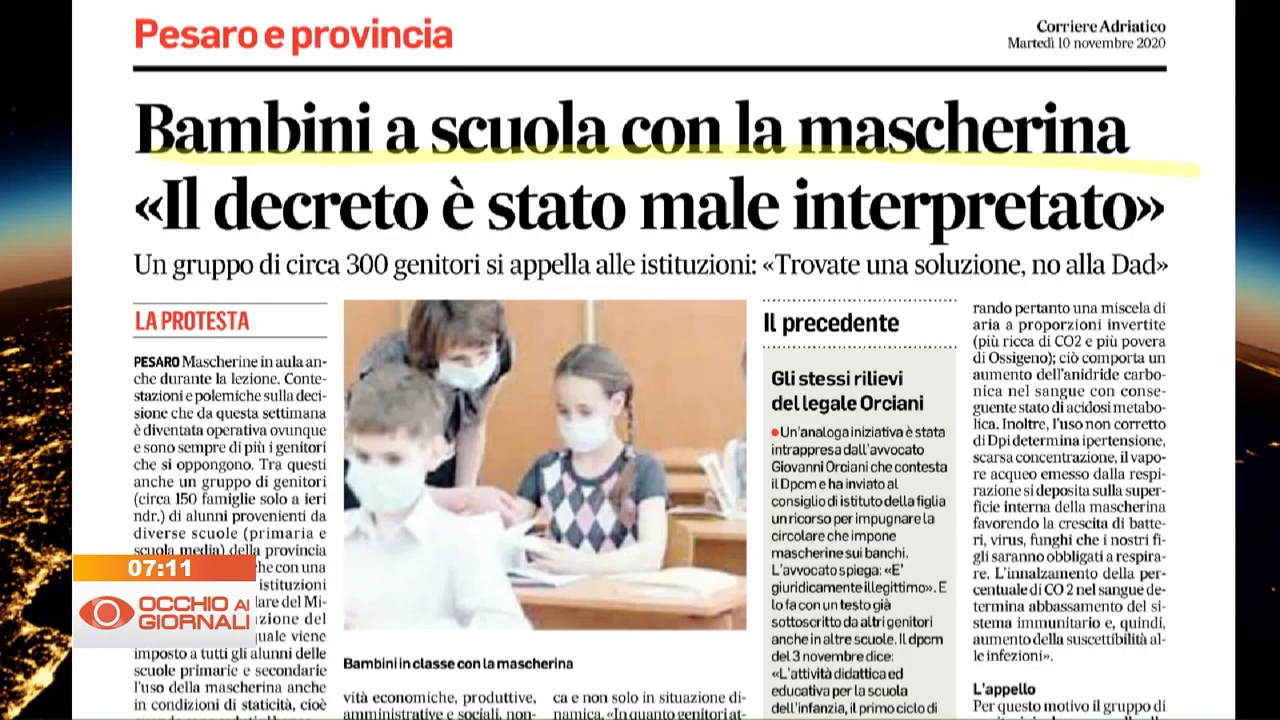 Pesaro e provincia
Corriere Adriatico
Martedì 10 novembre 2020
Bambini a scuola con la mascherina
«Il decreto è stato male interpretato»
Un gruppo di circa 300 genitori si appella alle istituzioni: «Trovate una soluzione, no alla Dad»
LA PROTESTA
PESARO Mascherine in aula an-
che durante la lezione. Conte-
stazioni e polemiche sulla deci-
sione che da questa settimana
è diventata operativa ovunque
e sono sempre di più i genitori
che si oppongono. Tra questi
anche un gruppo di genitori
(circa 150 famiglie solo a ieri
ndr.) di alunni provenienti da
diverse scuole (primaria e
scuola media) della provincia
che con una
istituzioni
lare del Mi-
zione del
quale viene
imposto a tutti gli alunni delle
scuole primarie e secondarie
l'uso della mascherina anche
in condizioni di staticità, cioè
07:11
OCCHIO AI
GIORNALI
Bambini in classe con la mascherina
vità economiche, produttive,
amministrative e sociali, non-
ca e non solo in situazione di-
namica. «In quanto genitori at-
Il precedente
Gli stessi rilievi
del legale Orciani
•Un'analoga iniziativa è stata
intrappresa dall'avvocato
Giovanni Orciani che contesta
il Dpcm e ha inviato al
consiglio di istituto della figlia
un ricorso per impugnare la
circolare che impone
mascherine sui banchi.
L'avvocato spiega: «E'
giuridicamente illegittimo». E
lo fa con un testo già
sottoscritto da altri genitori
anche in altre scuole. Il dpcm
del 3 novembre dice:
«L'attività didattica ed
educativa per la scuola
dell'infanzia, il primo ciclo di
rando pertanto una miscela di
aria a proporzioni invertite
(più ricca di CO2 e più povera
di Ossigeno); ciò comporta un
aumento dell'anidride carbo-
nica nel sangue con conse-
guente stato di acidosi metabo-
lica. Inoltre, l'uso non corretto
di Dpi determina ipertensione,
scarsa concentrazione, il vapo-
re acqueo emesso dalla respi-
razione si deposita sulla super-
ficie interna della mascherina
favorendo la crescita di batte-
ri, virus, funghi che i nostri fi-
gli saranno obbligati a respira-
re. L'innalzamento della per-
centuale di CO 2 nel sangue de-
termina abbassamento del si-
stema immunitario e, quindi,
aumento della suscettibilità al-
le infezioni».
L'appello
Per questo motivo il gruppo di